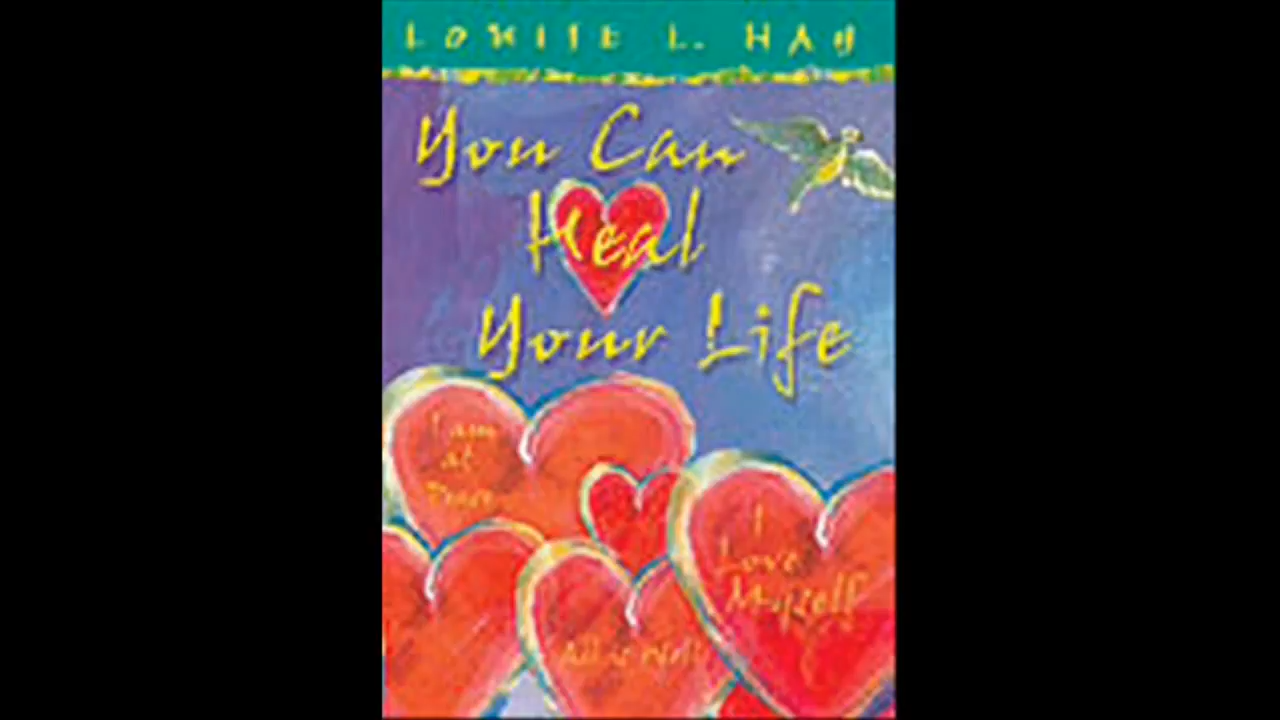 LOUISE L. HAY
You Can
Heal
Your Life
I am
at
Peace
I
Love
Myself
All is Well